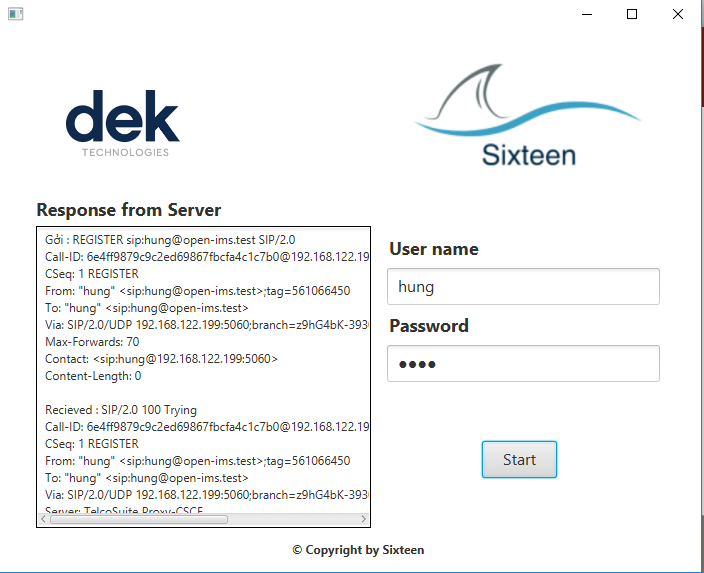 dek
TECHNOLOGIES
Sixteen
Response from Server
Gởi : REGISTER sip:hung@open-ims.test SIP/2.0
Call-ID: 6e4ff9879c9c2ed69867fbcfa4c1c7b0@192.168.122.19
CSeq: 1 REGISTER
From: "hung" <sip:hung@open-ims.test>;tag=561066450
To: "hung" <sip:hung@open-ims.test>
Via: SIP/2.0/UDP 192.168.122.199:5060;branch=z9hG4bK-393
Max-Forwards: 70
Contact: <sip:hung@192.168.122.199:5060>
Content-Length: 0
Recieved : SIP/2.0 100 Trying
Call-ID: 6e4ff9879c9c2ed69867fbcfa4c1c7b0@192.168.122.19
CSeq: 1 REGISTER
From: "hung" <sip:hung@open-ims.test>;tag=561066450
To: "hung" <sip:hung@open-ims.test>
Via: SIP/2.0/UDP 192.168.122.199:5060;branch=z9hG4bK-393
Server: TelcoSuite Proxy-CSCF
User name
hung
Password
Start
© Copyright by Sixteen